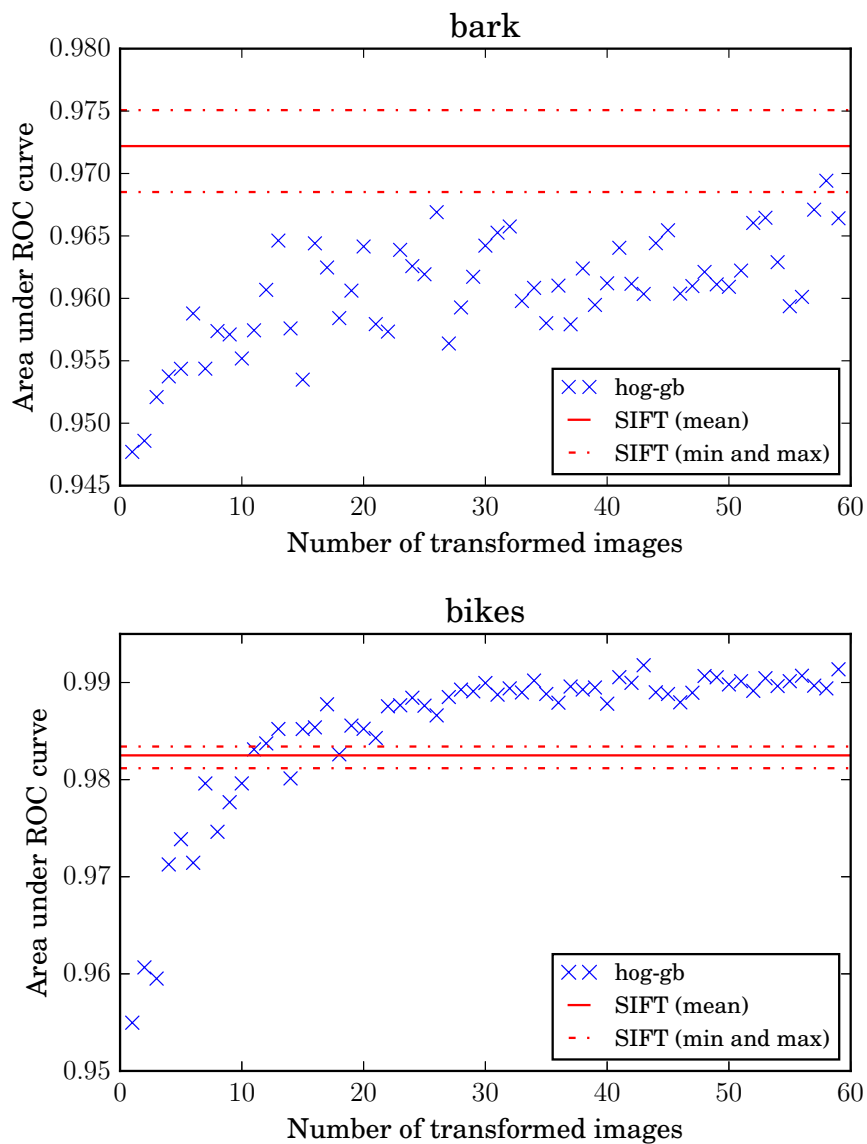 bark
0.980
0.975
0.970
0.965
0.960
0.955
0.950
0.945
Area under ROC curve
hog-gb
SIFT (mean)
SIFT (min and max)
0 10 20 30 40 50 60
Number of transformed images
bikes
0.99
0.98
0.97
0.96
0.95
Area under ROC curve
hog-gb
SIFT (mean)
SIFT (min and max)
0 10 20 30 40 50 60
Number of transformed images